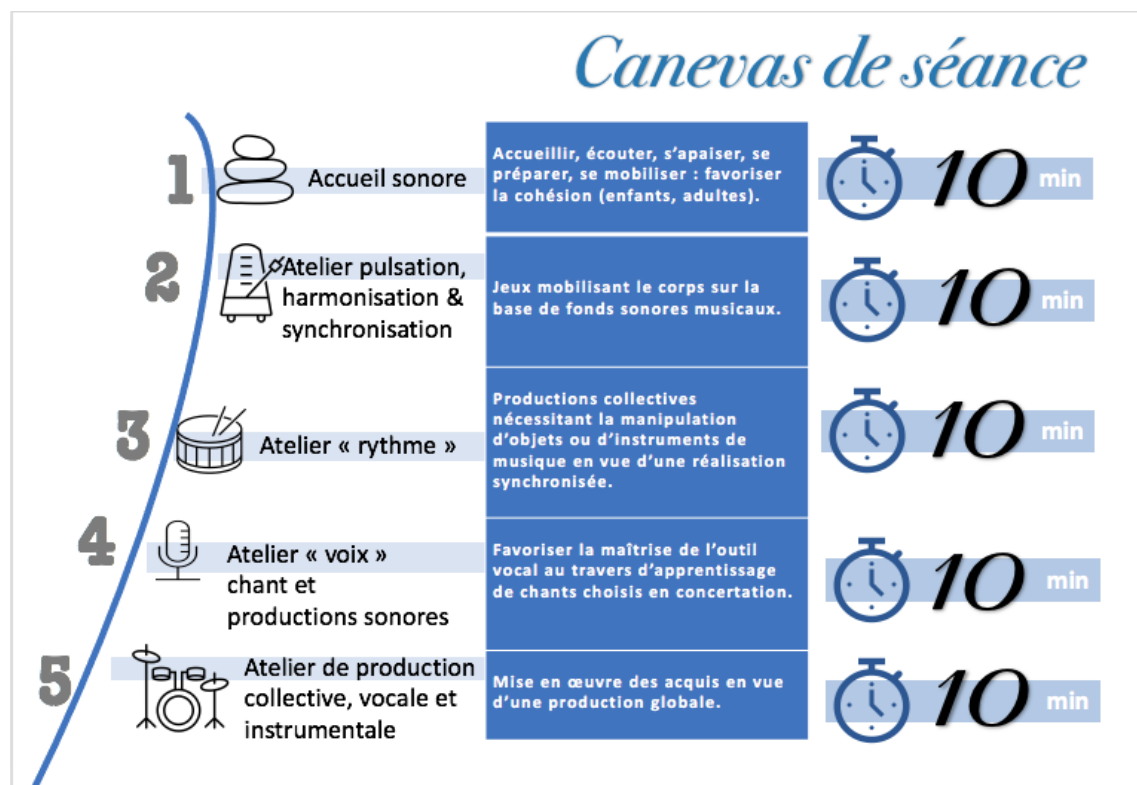 Canevas de séance
1
Accueil sonore
Accueillir, écouter, s’apaiser, se
préparer, se mobiliser : favoriser
la cohésion (enfants, adultes).
10 min
2
Atelier pulsation,
harmonisation &
synchronisation
Jeux mobilisant le corps sur la
base de fonds sonores musicaux.
10 min
3
Atelier « rythme »
Productions collectives
nécessitant la manipulation
d’objets ou d’instruments de
musique en vue d’une réalisation
synchronisée.
10 min
4
Atelier « voix »
chant et
productions sonores
Favoriser la maîtrise de l’outil
vocal au travers d’apprentissage
de chants choisis en concertation.
10 min
5
Atelier de production
collective, vocale et
instrumentale
Mise en œuvre des acquis en vue
d’une production globale.
10 min